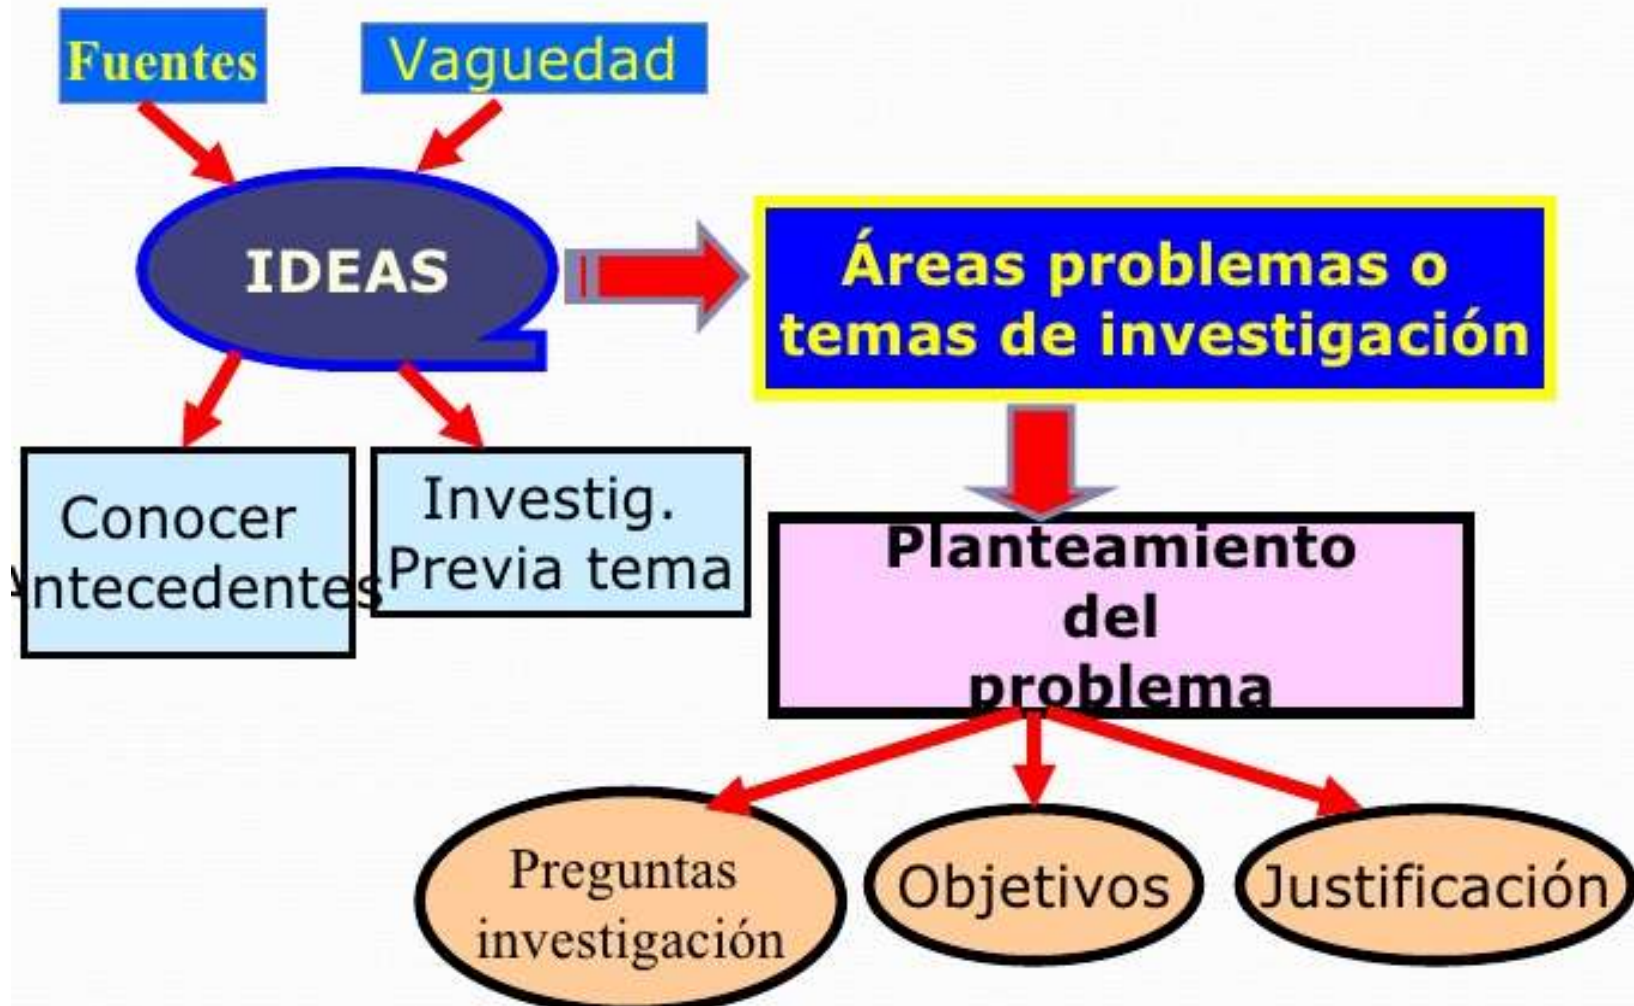 Fuentes
Vaguedad
IDEAS
Áreas problemas o
temas de investigación
Conocer
Antecedentes
Investig.
Previa tema
Planteamiento
del
problema
Preguntas
investigación
Objetivos
Justificación